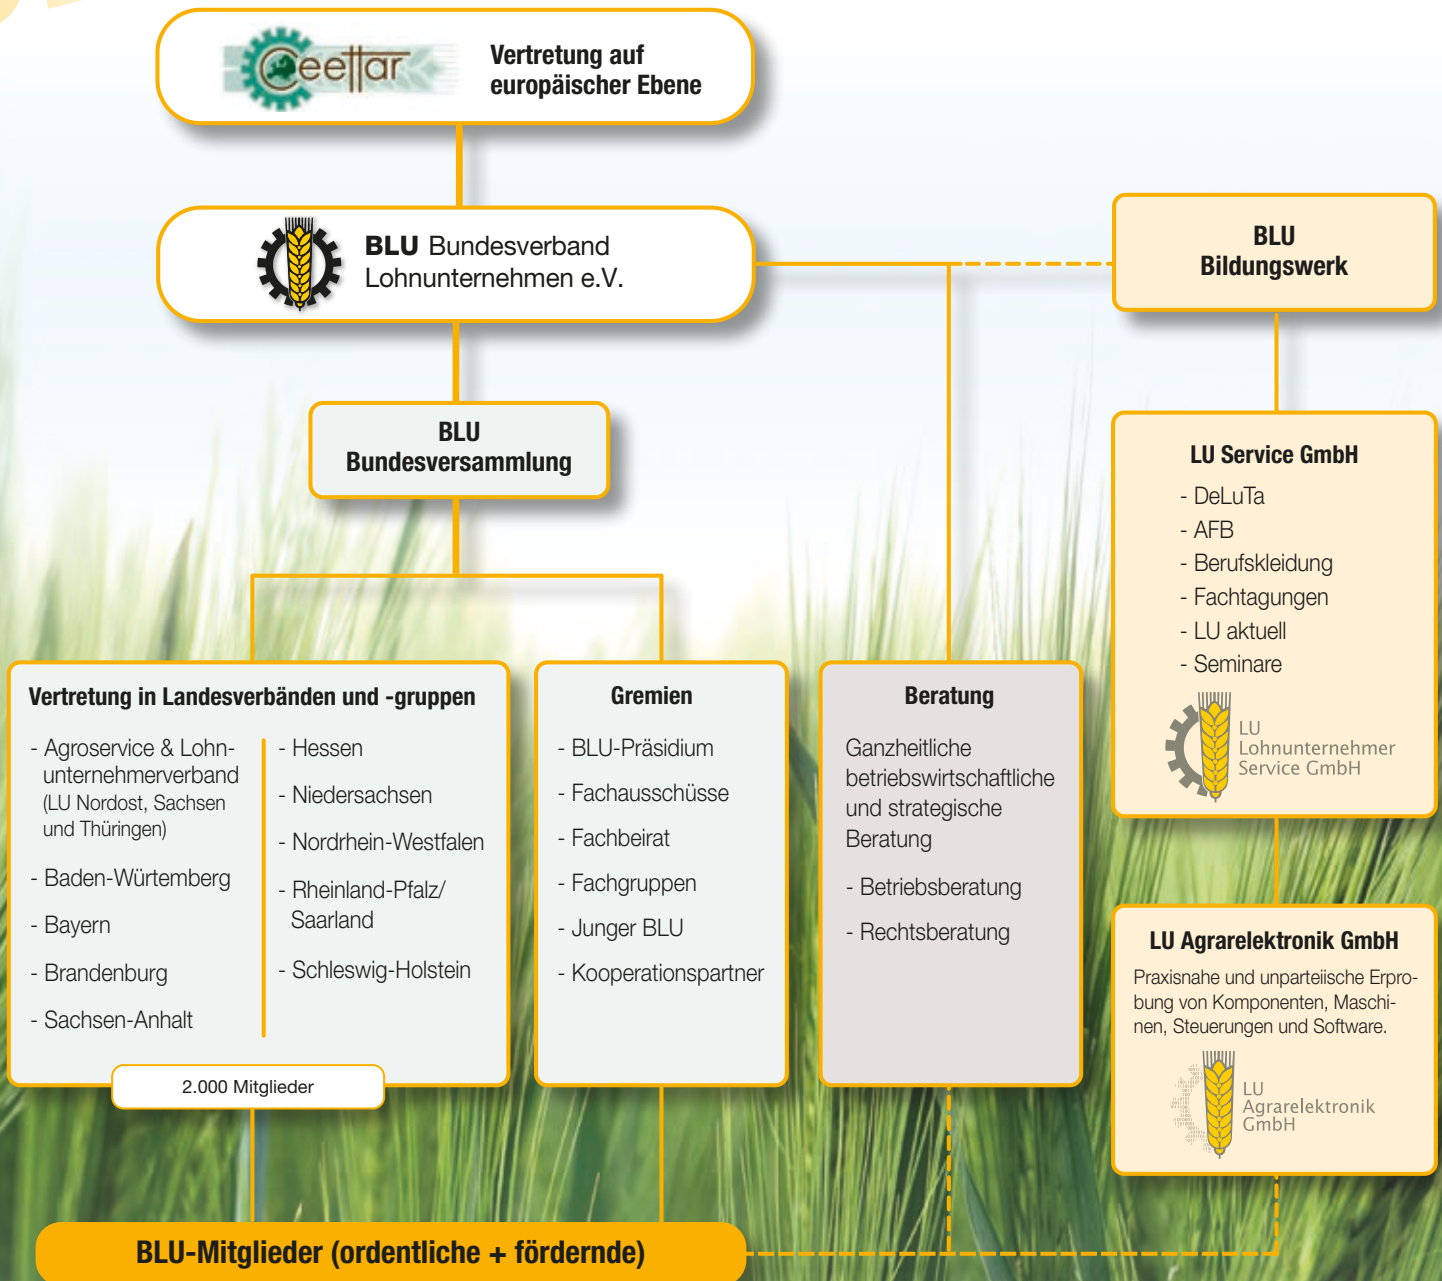 Ceettar
Vertretung auf
europäischer Ebene
BLU Bundesverband
Lohnunternehmen e.V.
BLU
Bildungswerk
BLU
Bundesversammlung
LU Service GmbH
- DeLuTa
- AFB
- Berufskleidung
- Fachtagungen
- LU aktuell
- Seminare
LU
Lohnunternehmer
Service GmbH
Vertretung in Landesverbänden und -gruppen
- Agroservice & Lohn-
unternehmerverband
(LU Nordost, Sachsen
und Thüringen)
- Baden-Würtemberg
- Bayern
- Brandenburg
- Sachsen-Anhalt
- Hessen
- Niedersachsen
- Nordrhein-Westfalen
- Rheinland-Pfalz/
Saarland
- Schleswig-Holstein
2.000 Mitglieder
Gremien
- BLU-Präsidium
- Fachausschüsse
- Fachbeirat
- Fachgruppen
- Junger BLU
- Kooperationspartner
Beratung
Ganzheitliche
betriebswirtschaftliche
und strategische
Beratung
- Betriebsberatung
- Rechtsberatung
LU Agrarelektronik GmbH
Praxisnahe und unparteiische Erpro-
bung von Komponenten, Maschi-
nen, Steuerungen und Software.
LU
Agrarelektronik
GmbH
BLU-Mitglieder (ordentliche + fördernde)